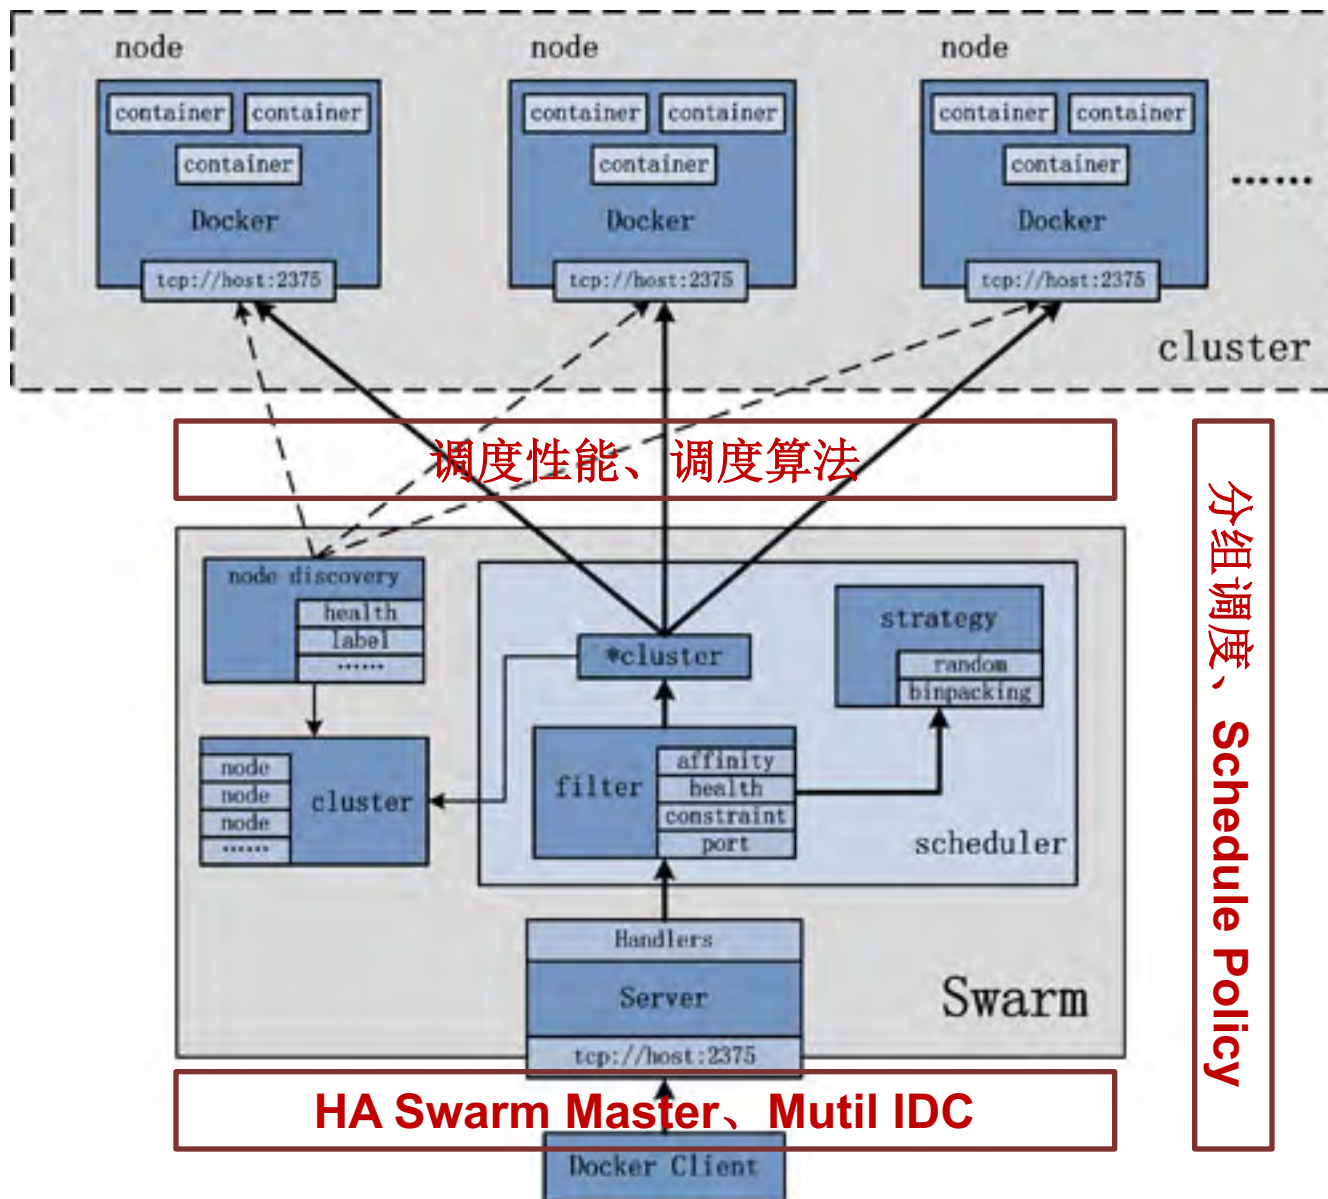 node
node
node
container container
container
Docker
tcp://host:2375
container container
container
Docker
tcp://host:2375
container container
container
Docker
tcp://host:2375
……
cluster
调度性能、调度算法
分组调度、Schedule Policy
node discovery
health
label
……
*cluster
strategy
random
binpacking
node
node
node
……
cluster
filter
affinity
health
constraint
port
scheduler
Handlers
Server
tcp://host:2375
Swarm
HA Swarm Master、Mutil IDC
Docker Client